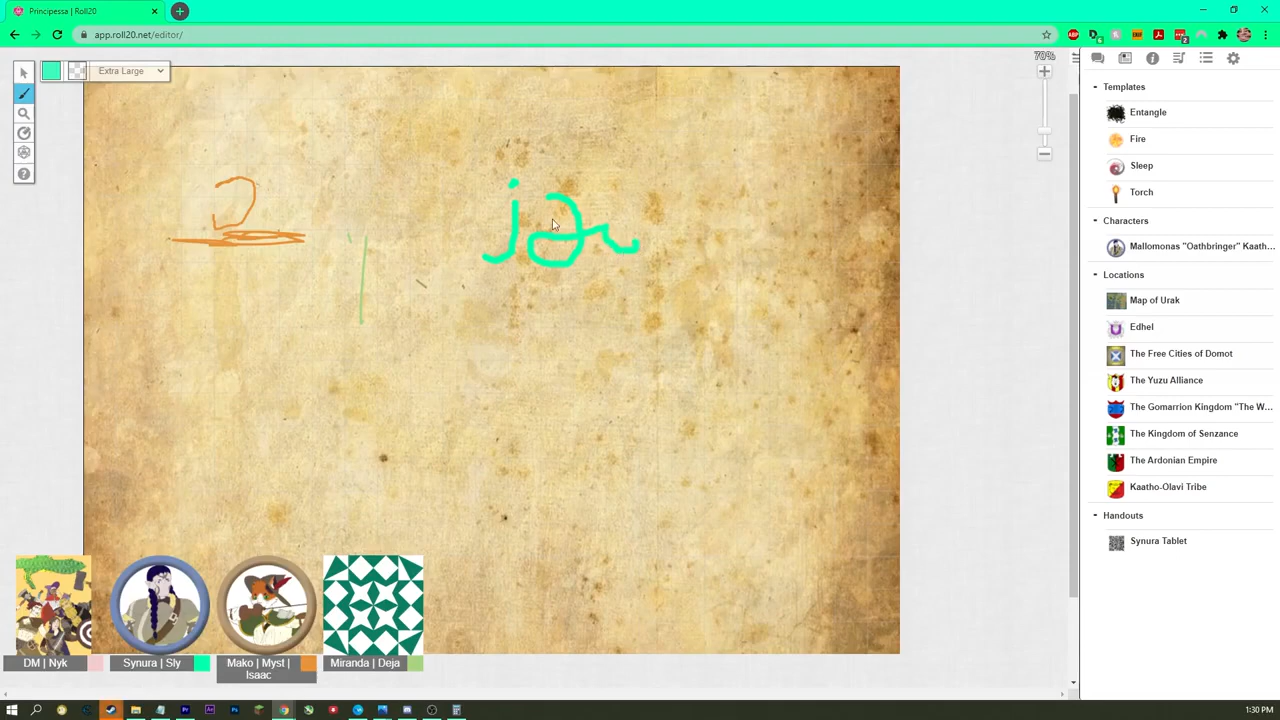 Principessa | Roll20
app.roll20.net/editor/
Extra Large
70%
2
Templates
Entangle
Fire
Sleep
Torch
Characters
Mallomonas "Oathbringer" Kaath...
Locations
Map of Urak
Edhel
The Free Cities of Domot
The Yuzu Alliance
The Gomarrion Kingdom "The W...
The Kingdom of Senzance
The Ardonian Empire
Kaatho-Olavi Tribe
Handouts
Synura Tablet
DM | Nyk
Synura | Sly
Mako | Myst |
Isaac
Miranda | Deja
1:30 PM